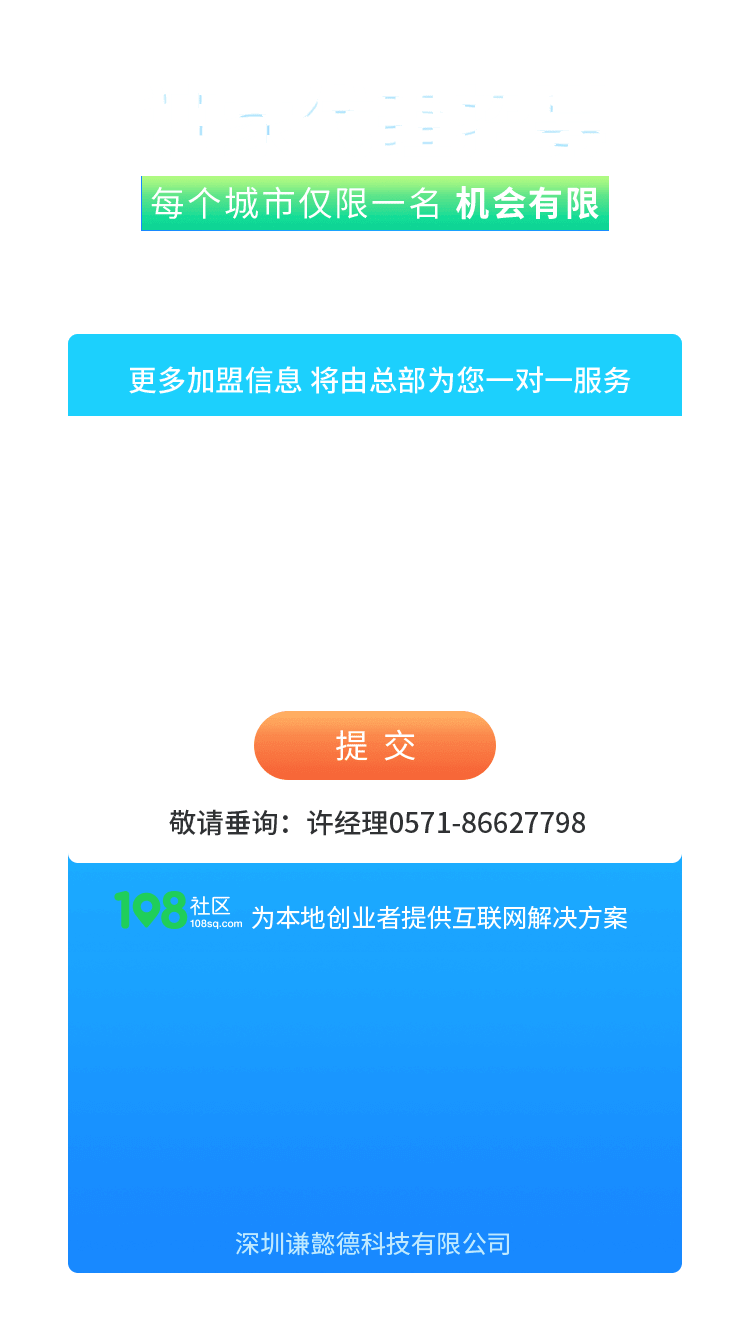 每个城市仅限一名 机会有限
更多加盟信息 将由总部为您一对一服务
提 交
敬请垂询：许经理0571-86627798
108社区
108sq.com
为本地创业者提供互联网解决方案
深圳谦懿德科技有限公司